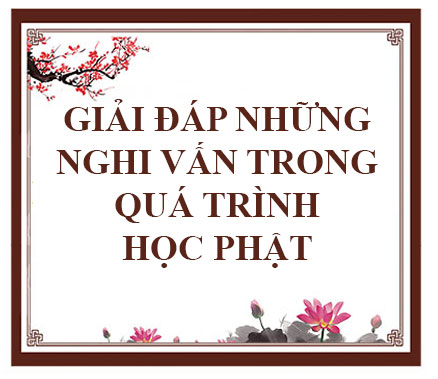 GIẢI ĐÁP NHỮNG
NGHI VẤN TRONG
QUÁ TRÌNH
HỌC PHẬT